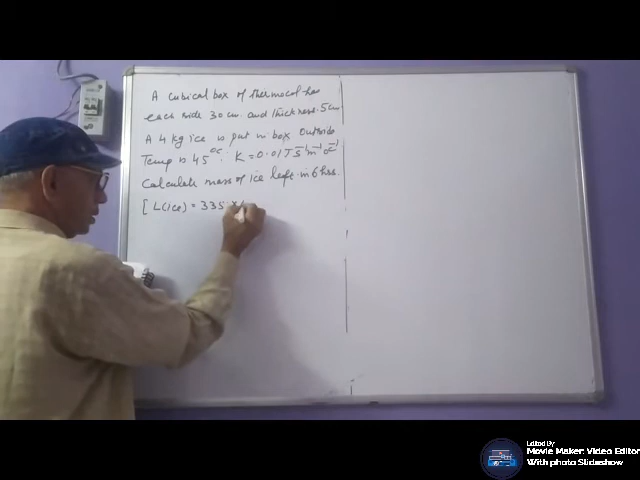 A cubical box of thermocol has
each side 30 cm. and thickness. 5cm
A 4 kg ice is put in box outside
Temp is 45°C. K = 0.01 J S⁻¹ m⁻¹ °C⁻¹
Calculate mass of ice left in 6 hrs.
[ L(ice) = 335 ×
Edited By
Movie Maker: Video Editor
With photo Slideshow